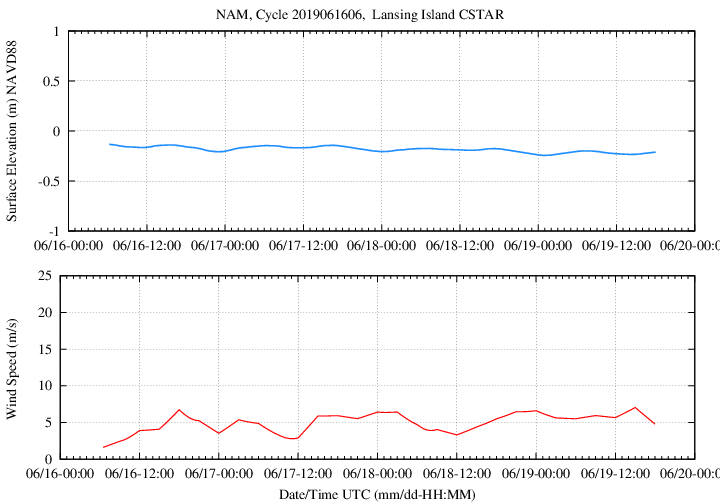 NAM, Cycle 2019061606,  Lansing Island CSTAR
Surface Elevation (m) NAVD88
1
0.5
0
-0.5
-1
06/16-00:00 06/16-12:00 06/17-00:00 06/17-12:00 06/18-00:00 06/18-12:00 06/19-00:00 06/19-12:00 06/20-0
Wind Speed (m/s)
25
20
15
10
5
0
06/16-00:00 06/16-12:00 06/17-00:00 06/17-12:00 06/18-00:00 06/18-12:00 06/19-00:00 06/19-12:00 06/20-0
Date/Time UTC (mm/dd-HH:MM)